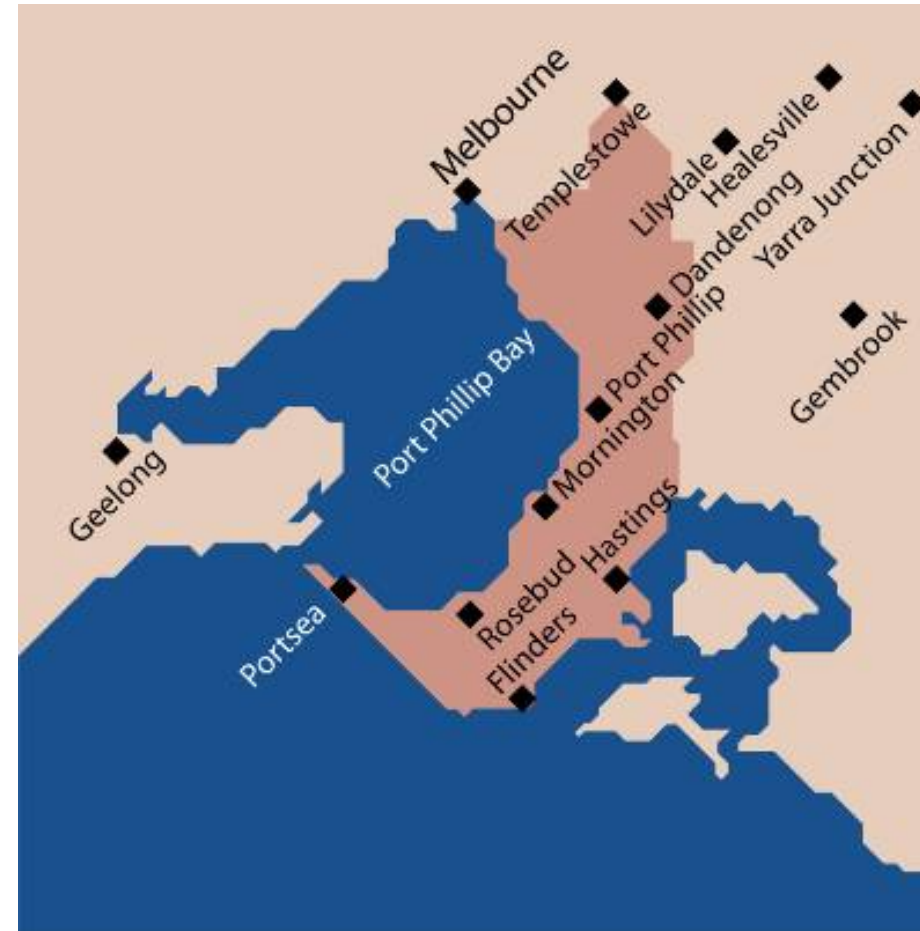 Melbourne
Templestowe
Lilydale
Healesville
Yarra Junction
Dandenong
Port Phillip
Gembrook
Port Phillip Bay
Mornington
Geelong
Hastings
Portsea
Rosebud
Flinders